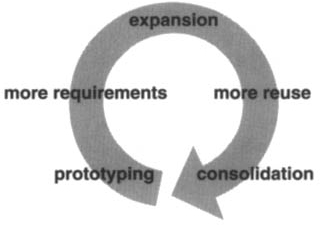 expansion
more requirements
more reuse
prototyping
consolidation